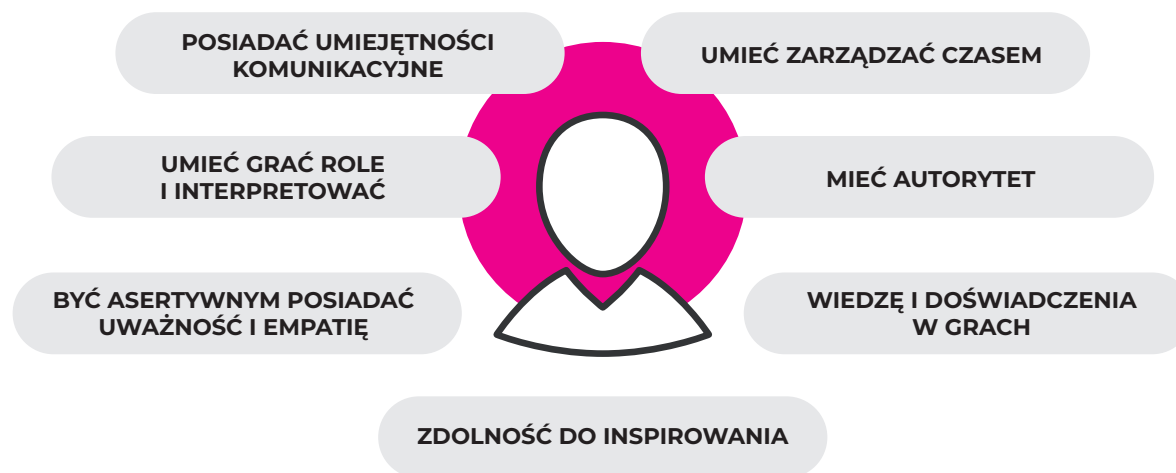 POSIADAĆ UMIEJĘTNOŚCI
KOMUNIKACYJNE
UMIEĆ ZARZĄDZAĆ CZASEM
UMIEĆ GRAĆ ROLE
I INTERPRETOWAĆ
MIEĆ AUTORYTET
BYĆ ASERTYWNYM POSIADAĆ
UWAŻNOŚĆ I EMPATIĘ
WIEDZĘ I DOŚWIADCZENIA
W GRACH
ZDOLNOŚĆ DO INSPIROWANIA